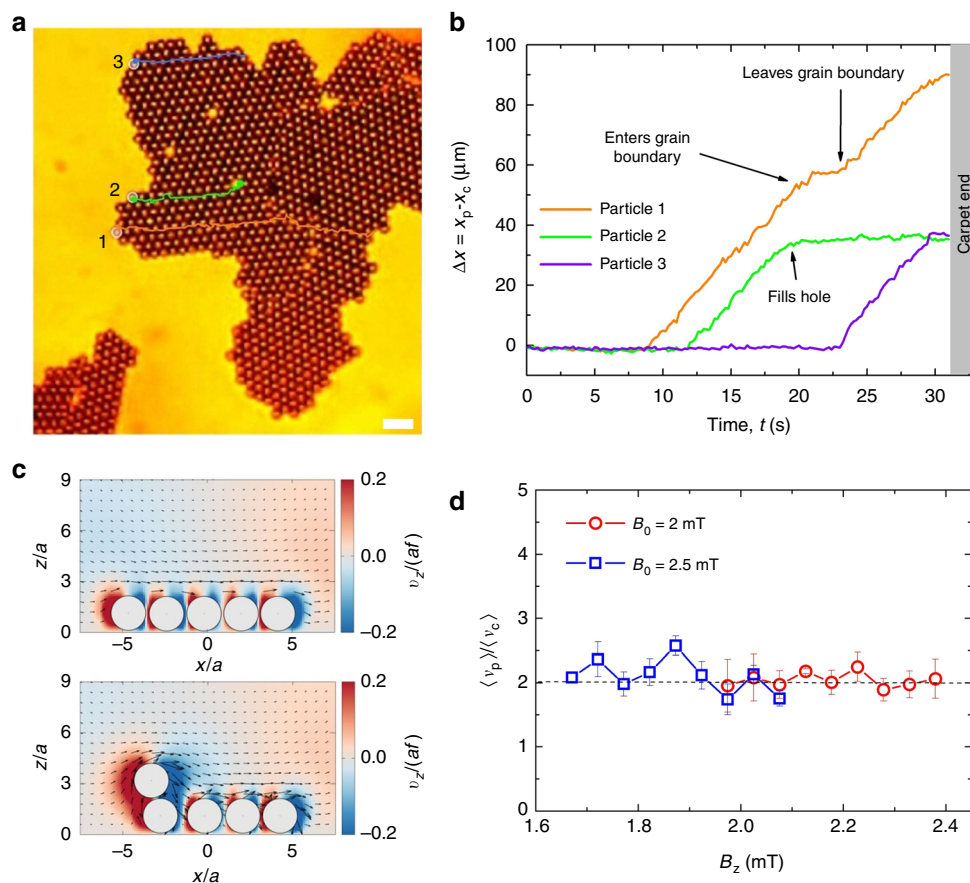 a
3
2
1
b
100
80
60
40
20
0
Δx = x_p-x_c (μm)
Leaves grain boundary
Enters grain
boundary
Particle 1
Particle 2
Particle 3
Fills hole
Carpet end
0 5 10 15 20 25 30
Time, t (s)
c
9
6
3
0
z/a
−5 0 5
x/a
0.2
0.0
−0.2
υ_z/(af)
9
6
3
0
z/a
−5 0 5
x/a
0.2
0.0
−0.2
υ_z/(af)
d
5
4
3
2
1
0
⟨v_p⟩/⟨v_c⟩
B_0 = 2 mT
B_0 = 2.5 mT
1.6 2.0 2.2 2.4
B_z (mT)